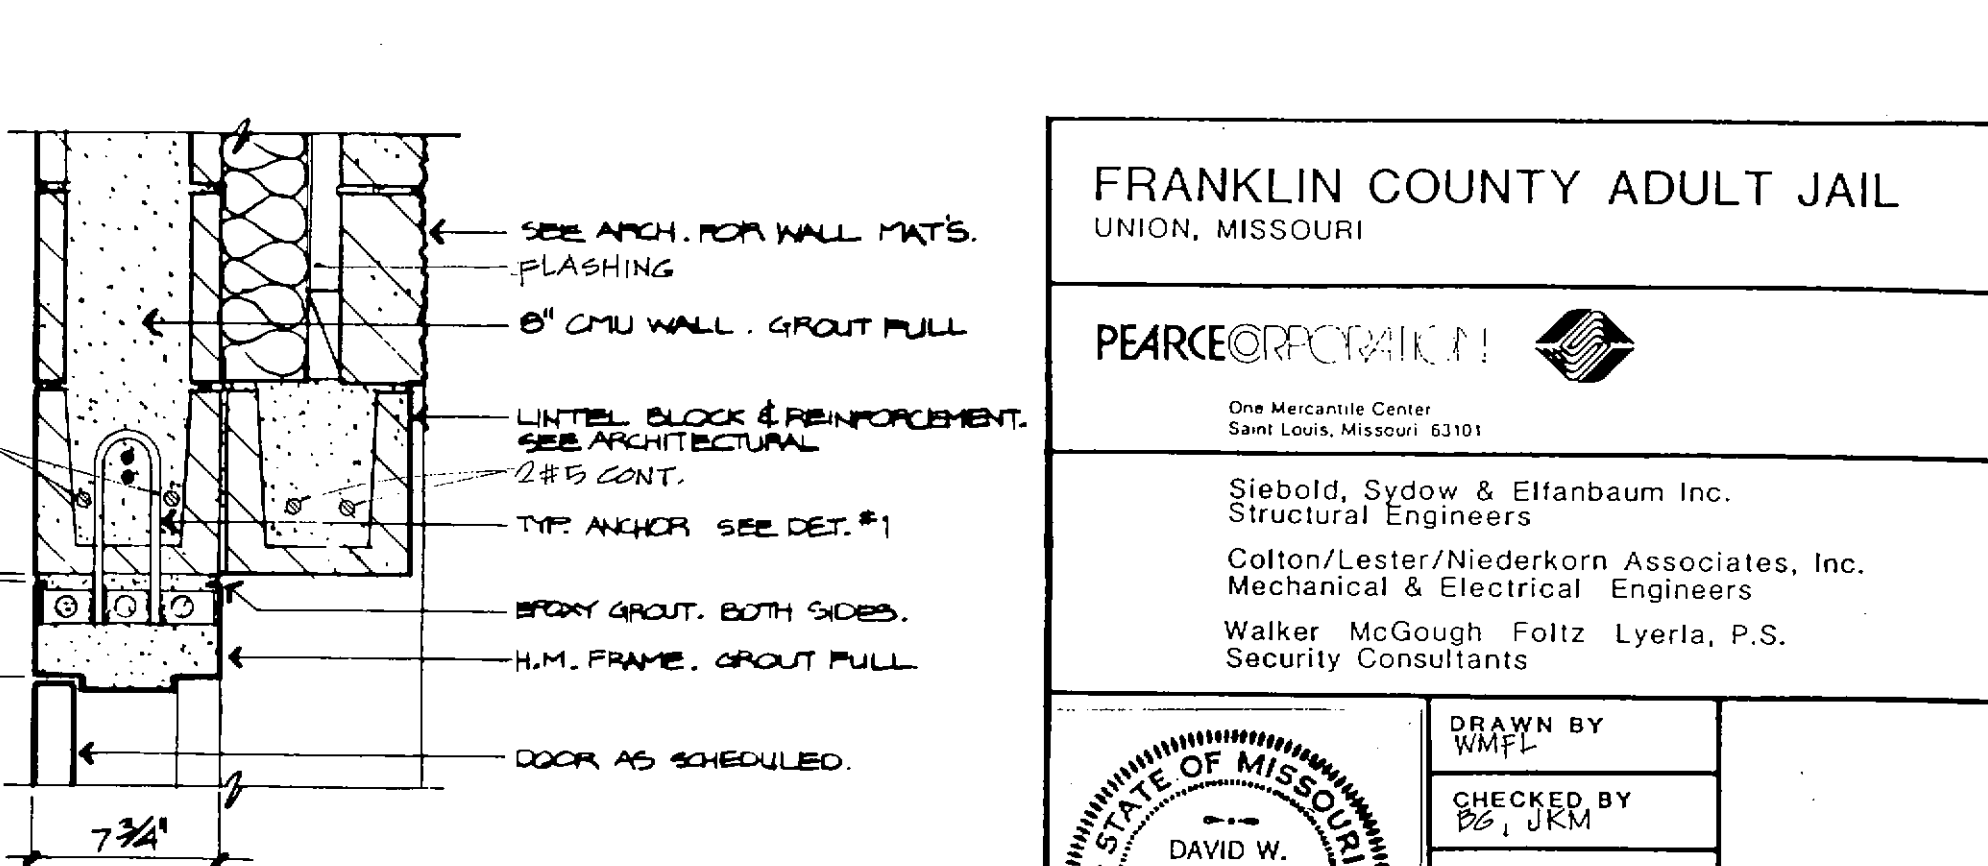 SEE ARCH. FOR WALL MAT'S.
FLASHING
8" CMU WALL. GROUT FULL
LINTEL BLOCK & REINFORCEMENT.
SEE ARCHITECTURAL
2#5 CONT.
TYP. ANCHOR SEE DET. #1
EPOXY GROUT. BOTH SIDES.
H.M. FRAME. GROUT FULL
DOOR AS SCHEDULED.
7 3/4"
FRANKLIN COUNTY ADULT JAIL
UNION, MISSOURI
PEARCECORPORATION
One Mercantile Center
Saint Louis, Missouri 63101
Siebold, Sydow & Elfanbaum Inc.
Structural Engineers
Colton/Lester/Niederkorn Associates, Inc.
Mechanical & Electrical Engineers
Walker McGough Foltz Lyerla, P.S.
Security Consultants
STATE OF MISSOURI
DAVID W.
DRAWN BY
WMFL
CHECKED BY
BG, JKM